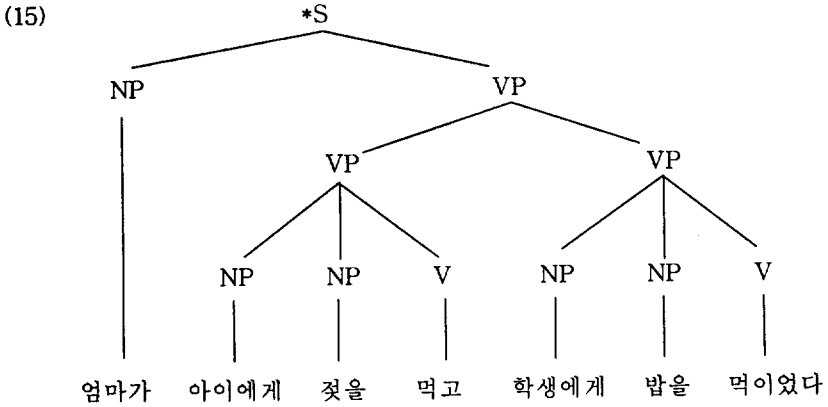 (15) *S
NP VP
VP VP
NP NP V NP NP V
엄마가 아이에게 젖을 먹고 학생에게 밥을 먹이었다